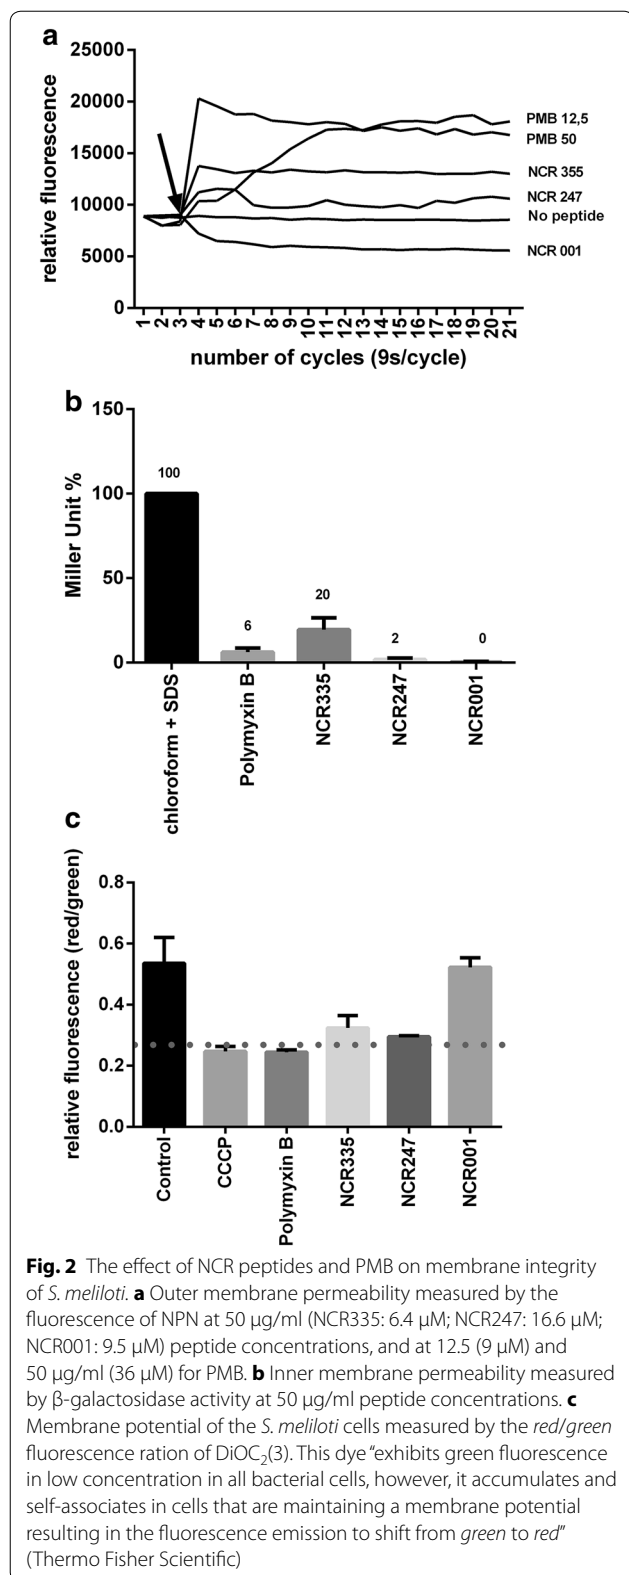 a
25000
20000
15000
10000
5000
0
relative fluorescence
PMB 12,5
PMB 50
NCR 355
NCR 247
No peptide
NCR 001
1 2 3 4 5 6 7 8 9 10 11 12 13 14 15 16 17 18 19 20 21
number of cycles (9s/cycle)
b
150
100
50
0
Miller Unit %
100
6
20
2
0
chloroform + SDS
Polymyxin B
NCR335
NCR247
NCR001
c
0.8
0.6
0.4
0.2
0.0
relative fluorescence (red/green)
Control
CCCP
Polymyxin B
NCR335
NCR247
NCR001
Fig. 2 The effect of NCR peptides and PMB on membrane integrity
of S. meliloti. a Outer membrane permeability measured by the
fluorescence of NPN at 50 μg/ml (NCR335: 6.4 μM; NCR247: 16.6 μM;
NCR001: 9.5 μM) peptide concentrations, and at 12.5 (9 μM) and
50 μg/ml (36 μM) for PMB. b Inner membrane permeability measured
by β-galactosidase activity at 50 μg/ml peptide concentrations. c
Membrane potential of the S. meliloti cells measured by the red/green
fluorescence ration of DiOC₂(3). This dye "exhibits green fluorescence
in low concentration in all bacterial cells, however, it accumulates and
self-associates in cells that are maintaining a membrane potential
resulting in the fluorescence emission to shift from green to red"
(Thermo Fisher Scientific)